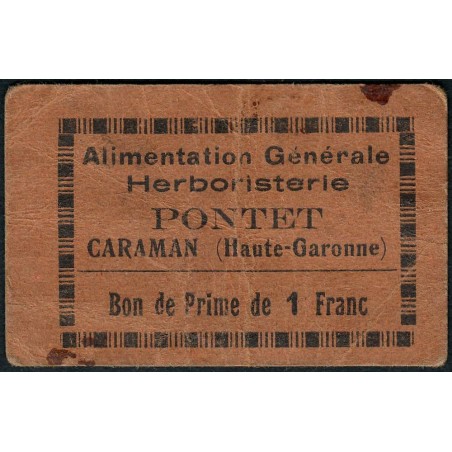 Alimentation Générale
Herboristerie
PONTET
CARAMAN (Haute-Garonne)
Bon de Prime de 1 Franc